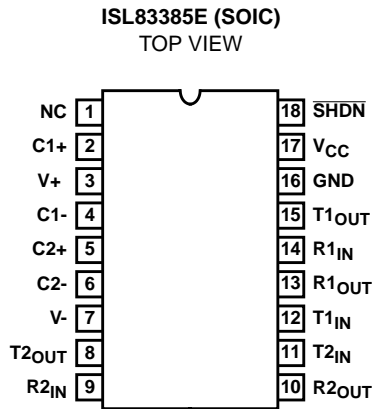 ISL83385E (SOIC)
TOP VIEW
NC 1 18 SHDN
C1+ 2 17 VCC
V+ 3 16 GND
C1- 4 15 T1OUT
C2+ 5 14 R1IN
C2- 6 13 R1OUT
V- 7 12 T1IN
T2OUT 8 11 T2IN
R2IN 9 10 R2OUT